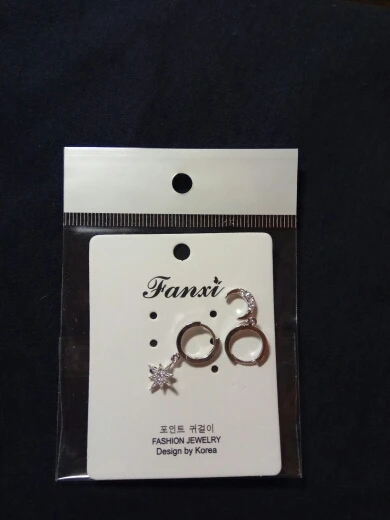 Fanxi
포인트 귀걸이
FASHION JEWELRY
Design by Korea